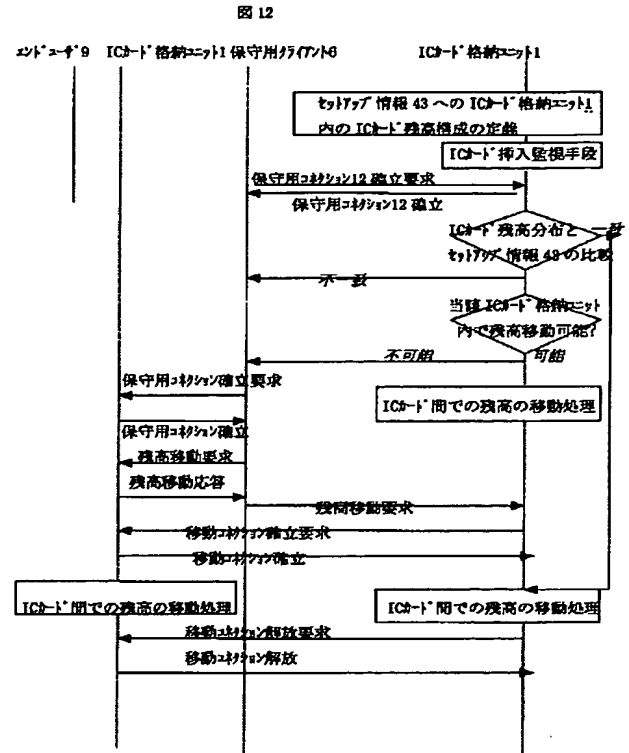 図 12
エンドユーザ9 ICカード格納ユニット1 保守用クライアント6 ICカード格納ユニット1
セットアップ情報 43 への ICカード格納ユニット1
内の ICカード残高構成の定義
ICカード挿入監視手段
保守用コネクション12 確立要求
保守用コネクション12 確立
ICカード残高分布と
セットアップ情報 43 の比較
一致
不一致
当該 ICカード格納ユニット
内で残高移動可能?
不可能
可能
保守用コネクション確立要求
ICカード間での残高の移動処理
保守用コネクション確立
残高移動要求
残高移動応答
残高移動要求
移動コネクション確立要求
移動コネクション確立
ICカード間での残高の移動処理
ICカード間での残高の移動処理
移動コネクション解放要求
移動コネクション解放